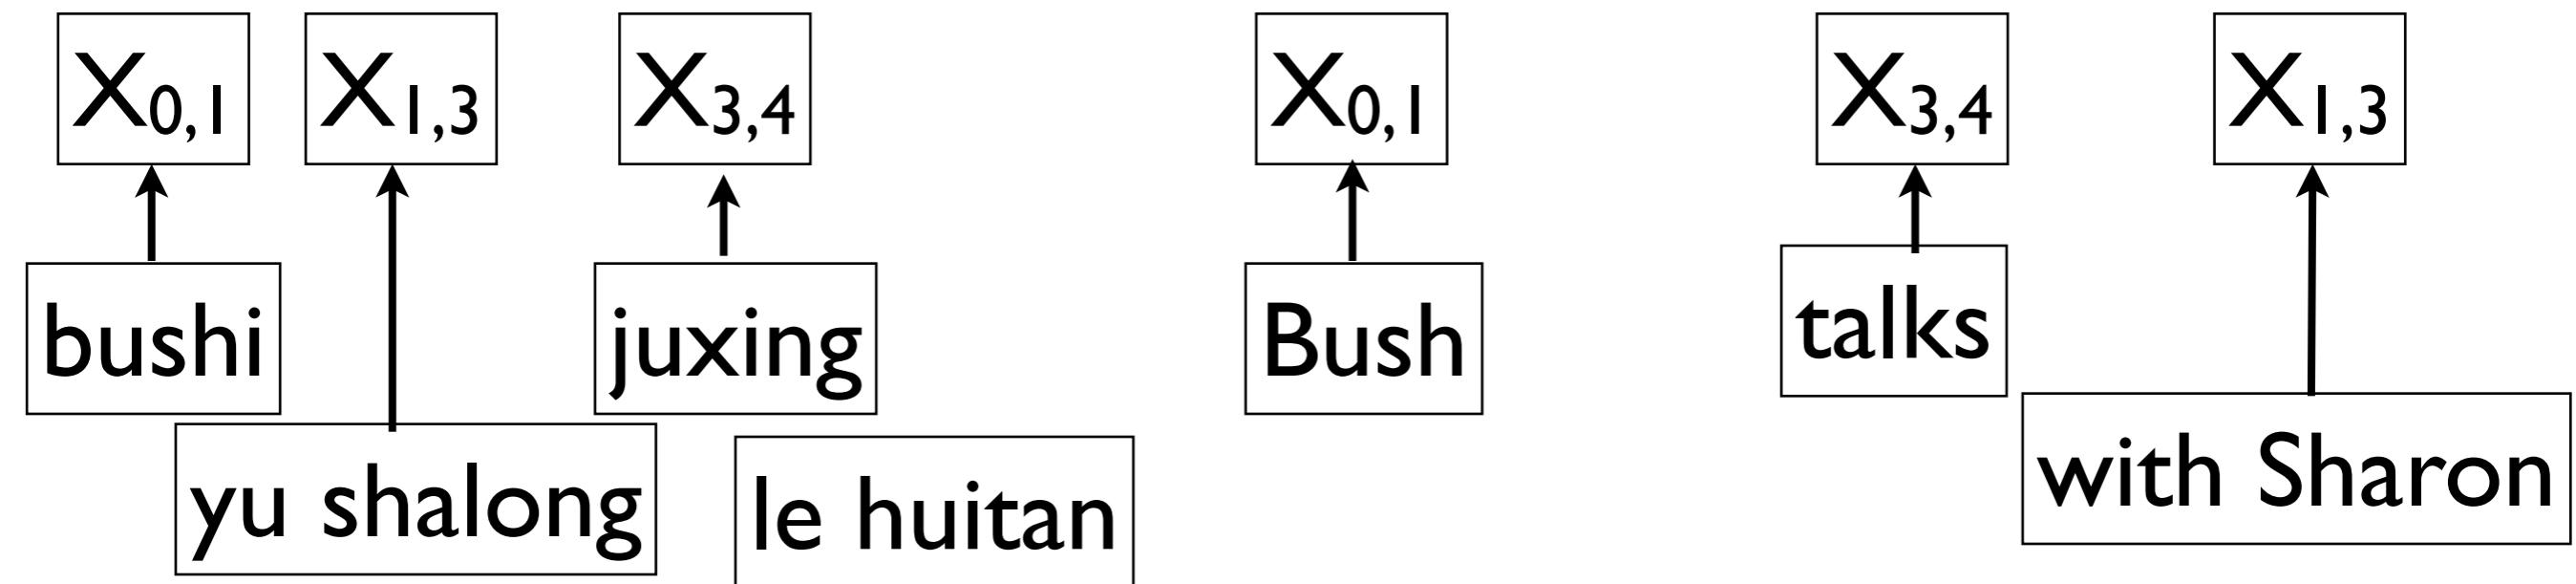 X0,1 X1,3 X3,4 X0,1 X3,4 X1,3
bushi juxing Bush talks
yu shalong le huitan with Sharon